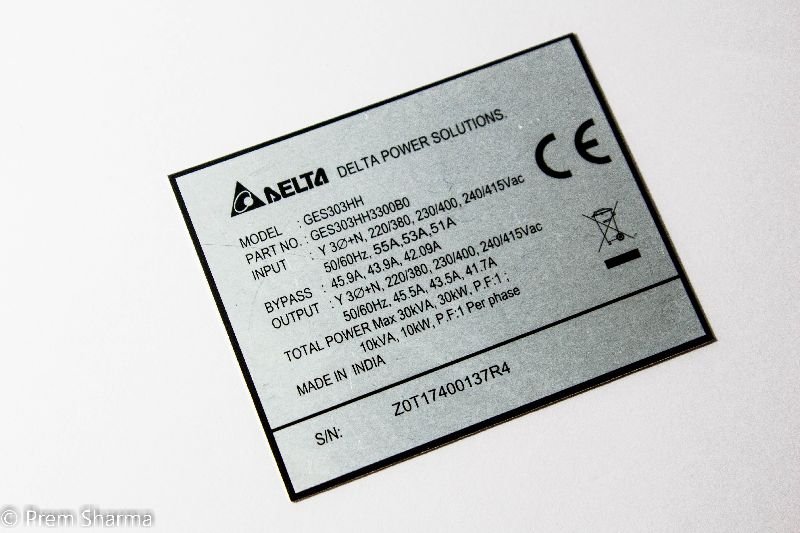 DELTA DELTA POWER SOLUTIONS.
CE
MODEL : GES303HH
PART NO. : GES303HH3300B0
INPUT : Y 3∅+N, 220/380, 230/400, 240/415Vac
50/60Hz, 55A,53A,51A
BYPASS : 45.9A, 43.9A, 42.09A
OUTPUT : Y 3∅+N, 220/380, 230/400, 240/415Vac
50/60Hz, 45.5A, 43.5A, 41.7A
TOTAL POWER Max 30kVA, 30kW, P.F:1 ;
10kVA, 10kW, P.F:1 Per phase
MADE IN INDIA
S/N: Z0T17400137R4
© Prem Sharma